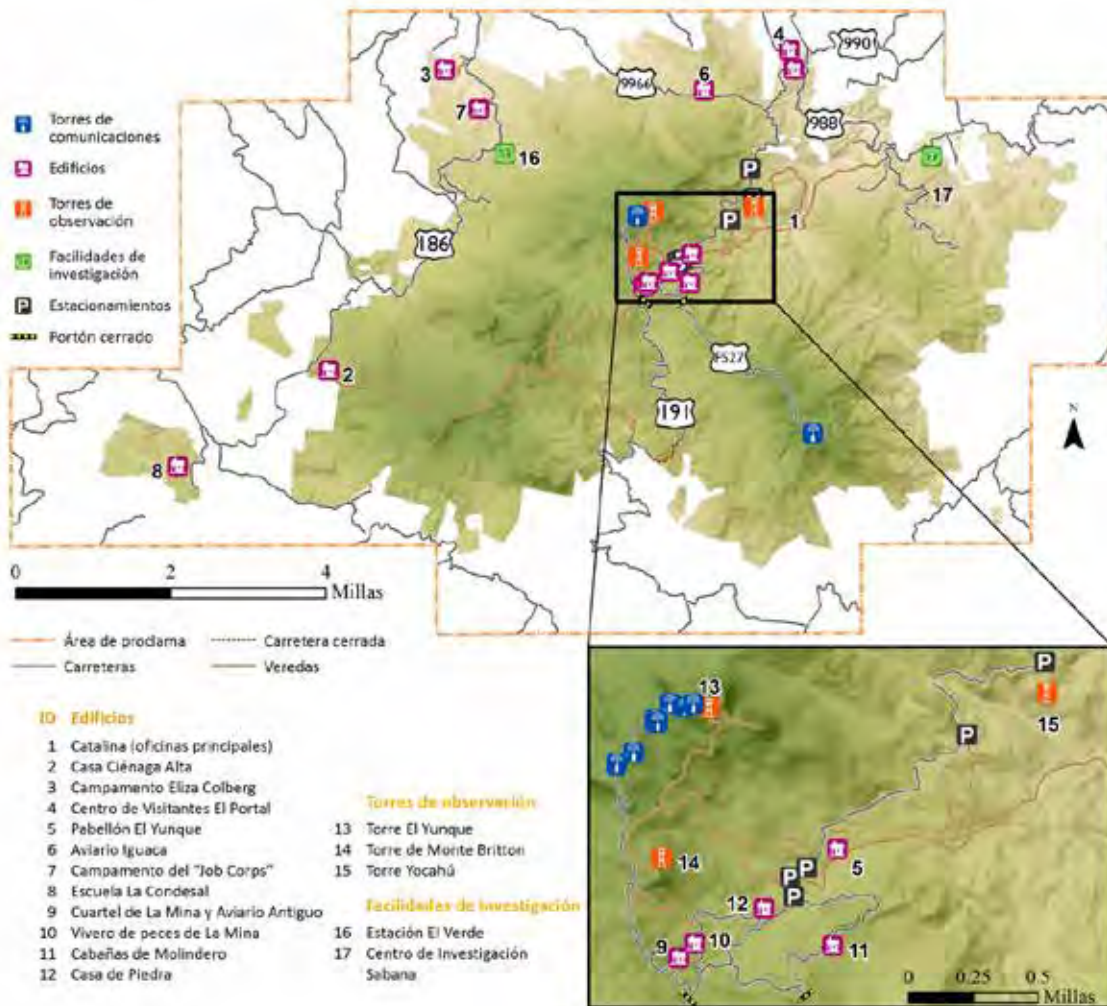 4
990
3
9966
6
7
988
16
17
1
186
F527
2
191
8
N
Torres de
comunicaciones
Edificios
Torres de
observación
Facilidades de
investigación
P Estacionamientos
Portón cerrado
P
P
0 2 4
Millas
Área de proclama
Carretera cerrada
Carreteras
Veredas
ID Edificios
1 Catalina (oficinas principales)
2 Casa Ciénaga Alta
3 Campamento Eliza Colberg
4 Centro de Visitantes El Portal
5 Pabellón El Yunque
6 Aviario Iguaca
7 Campamento del "Job Corps"
8 Escuela La Condesal
9 Cuartel de La Mina y Aviario Antiguo
10 Vivero de peces de La Mina
11 Cabañas de Molindero
12 Casa de Piedra
Torres de observación
13 Torre El Yunque
14 Torre de Monte Britton
15 Torre Yocahú
Facilidades de Investigación
16 Estación El Verde
17 Centro de Investigación
Sabana
13
P
15
P
14
5
P
P
P
12
10
9
11
0 0.25 0.5
Millas